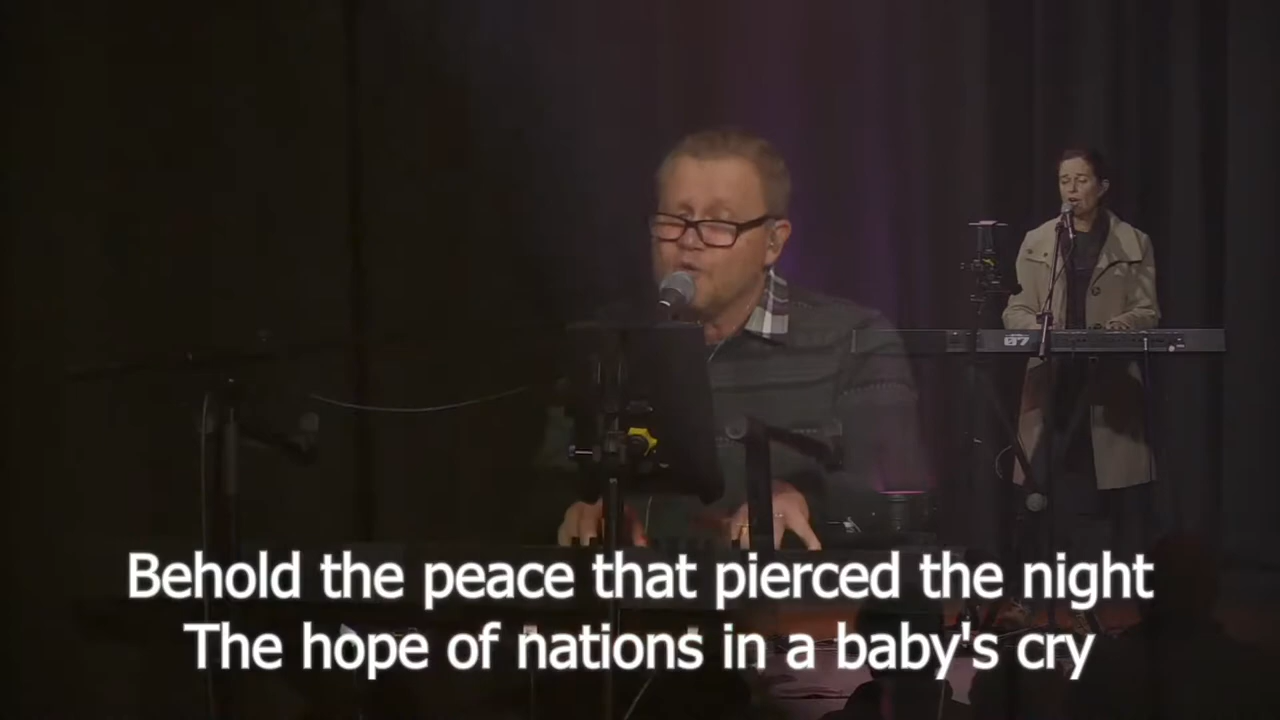 Behold the peace that pierced the night
The hope of nations in a baby's cry